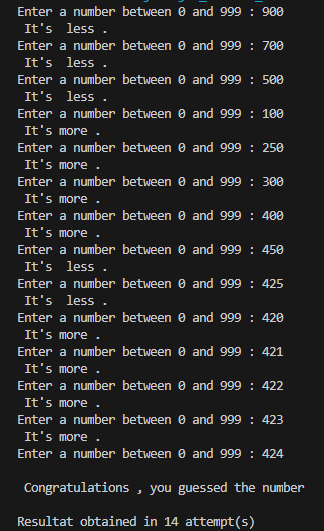 Enter a number between 0 and 999 : 900
It's  less .
Enter a number between 0 and 999 : 700
It's  less .
Enter a number between 0 and 999 : 500
It's  less .
Enter a number between 0 and 999 : 100
It's more .
Enter a number between 0 and 999 : 250
It's more .
Enter a number between 0 and 999 : 300
It's more .
Enter a number between 0 and 999 : 400
It's more .
Enter a number between 0 and 999 : 450
It's  less .
Enter a number between 0 and 999 : 425
It's  less .
Enter a number between 0 and 999 : 420
It's more .
Enter a number between 0 and 999 : 421
It's more .
Enter a number between 0 and 999 : 422
It's more .
Enter a number between 0 and 999 : 423
It's more .
Enter a number between 0 and 999 : 424
Congratulations , you guessed the number
Resultat obtained in 14 attempt(s)